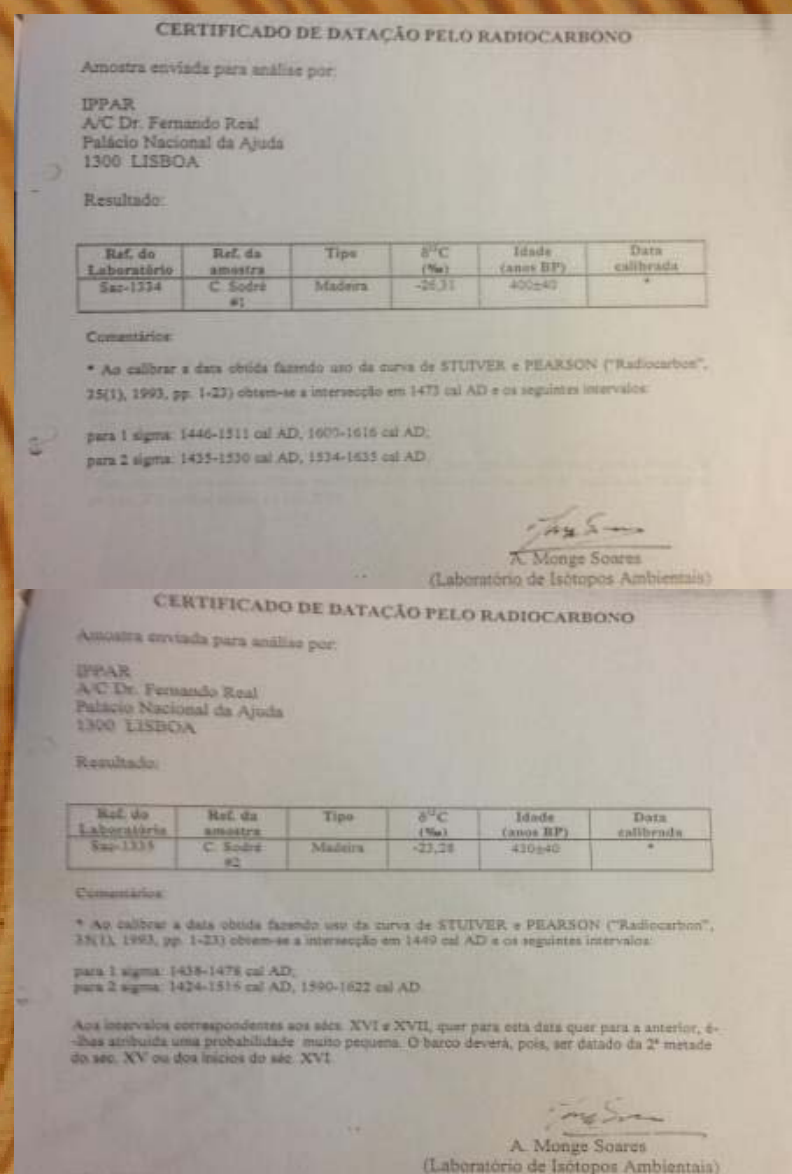 CERTIFICADO DE DATAÇÃO PELO RADIOCARBONO
Amostra enviada para análise por:
IPPAR
A/C Dr. Fernando Real
Palácio Nacional da Ajuda
1300 LISBOA
Resultado:
Ref. do Laboratório Ref. da amostra Tipo δ¹³C (‰) Idade (anos BP) Data calibrada
Sac-1334 C. Sodré #1 Madeira -26,31 400±40 *
Comentários:
* Ao calibrar a data obtida fazendo uso da curva de STUIVER e PEARSON ("Radiocarbon",
35(1), 1993, pp. 1-23) obtem-se a intersecção em 1473 cal AD e os seguintes intervalos:
para 1 sigma: 1446-1511 cal AD, 1600-1616 cal AD;
para 2 sigma: 1435-1530 cal AD, 1534-1635 cal AD.
A. Monge Soares
(Laboratório de Isótopos Ambientais)
CERTIFICADO DE DATAÇÃO PELO RADIOCARBONO
Amostra enviada para análise por:
IPPAR
A/C Dr. Fernando Real
Palácio Nacional da Ajuda
1300 LISBOA
Resultado:
Ref. do Laboratório Ref. da amostra Tipo δ¹³C (‰) Idade (anos BP) Data calibrada
Sac-1335 C. Sodré #2 Madeira -23,28 *
Comentários:
* Ao calibrar a data obtida fazendo uso da curva de STUIVER e PEARSON ("Radiocarbon",
35(1), 1993, pp. 1-23) obtem-se a intersecção em 1449 cal AD e os seguintes intervalos:
para 1 sigma: 1438-1478 cal AD;
para 2 sigma: 1424-1516 cal AD, 1590-1622 cal AD.
Aos intervalos correspondentes aos sécs. XVI e XVII, quer para esta data quer para a anterior, é-
-lhes atribuida uma probabilidade muito pequena. O barco deverá, pois, ser datado da 2ª metade
do séc. XV ou dos inícios do séc. XVI.
A. Monge Soares
(Laboratório de Isótopos Ambientais)